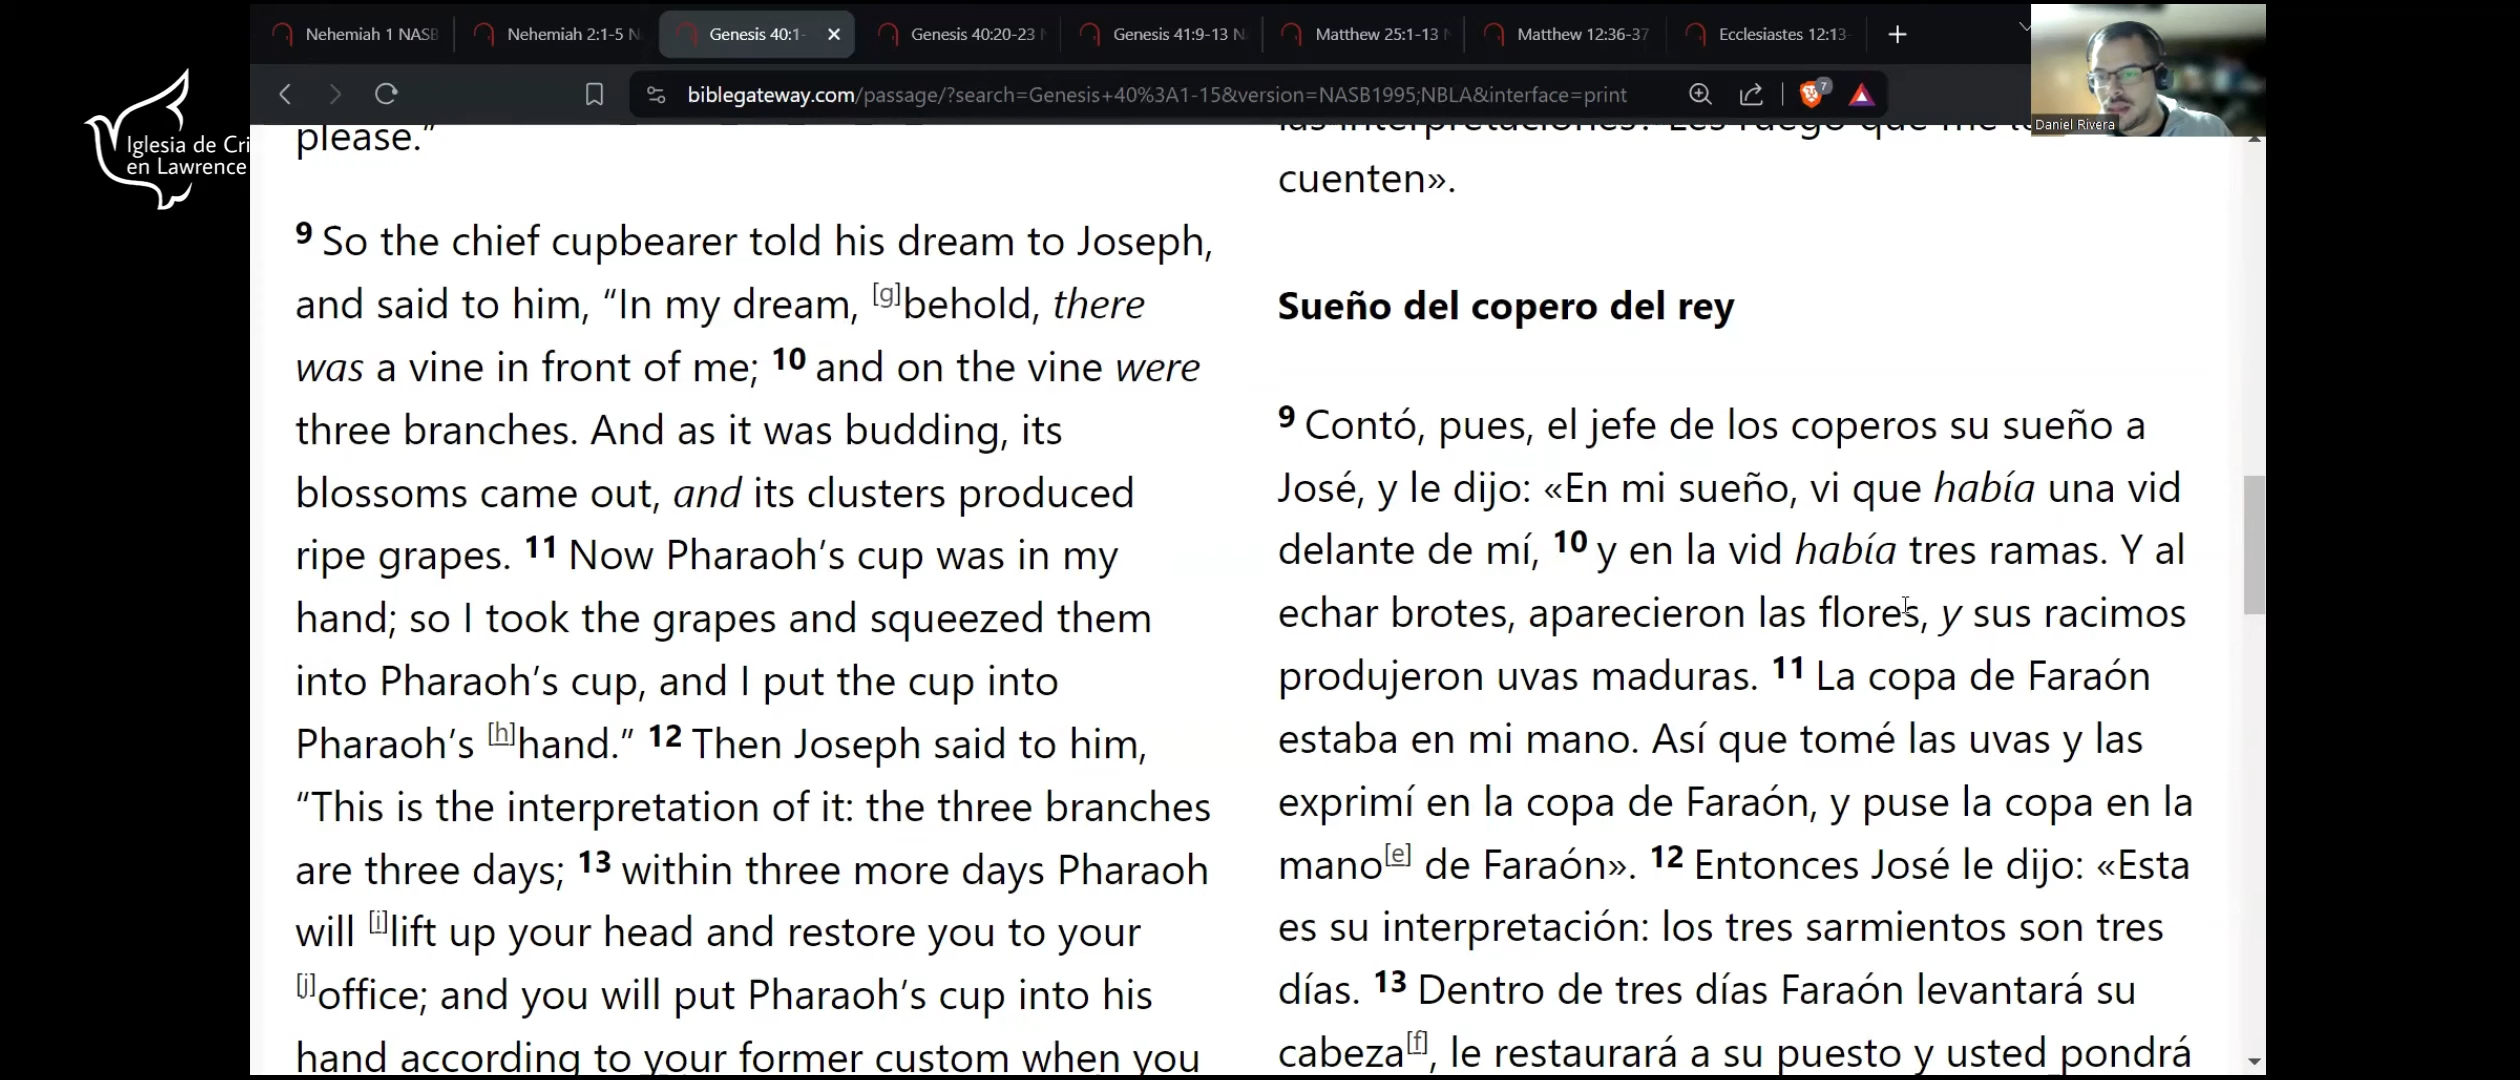 Nehemiah 1 NASB
Nehemiah 2:1-5 N
Genesis 40:1-
Genesis 40:20-23 N
Genesis 41:9-13 N
Matthew 25:1-13 N
Matthew 12:36-37
Ecclesiastes 12:13-
biblegateway.com/passage/?search=Genesis+40%3A1-15&version=NASB1995;NBLA&interface=print
7
Daniel Rivera
Iglesia de Cri
en Lawrence
please.”
9 So the chief cupbearer told his dream to Joseph,
and said to him, “In my dream, [g]behold, there
was a vine in front of me; 10 and on the vine were
three branches. And as it was budding, its
blossoms came out, and its clusters produced
ripe grapes. 11 Now Pharaoh’s cup was in my
hand; so I took the grapes and squeezed them
into Pharaoh’s cup, and I put the cup into
Pharaoh’s [h]hand.” 12 Then Joseph said to him,
“This is the interpretation of it: the three branches
are three days; 13 within three more days Pharaoh
will [i]lift up your head and restore you to your
[j]office; and you will put Pharaoh’s cup into his
hand according to your former custom when you
las interpretaciones? Les ruego que me
cuenten».
Sueño del copero del rey
9 Contó, pues, el jefe de los coperos su sueño a
José, y le dijo: «En mi sueño, vi que había una vid
delante de mí, 10 y en la vid había tres ramas. Y al
echar brotes, aparecieron las flores, y sus racimos
produjeron uvas maduras. 11 La copa de Faraón
estaba en mi mano. Así que tomé las uvas y las
exprimí en la copa de Faraón, y puse la copa en la
mano[e] de Faraón». 12 Entonces José le dijo: «Esta
es su interpretación: los tres sarmientos son tres
días. 13 Dentro de tres días Faraón levantará su
cabeza[f], le restaurará a su puesto y usted pondrá